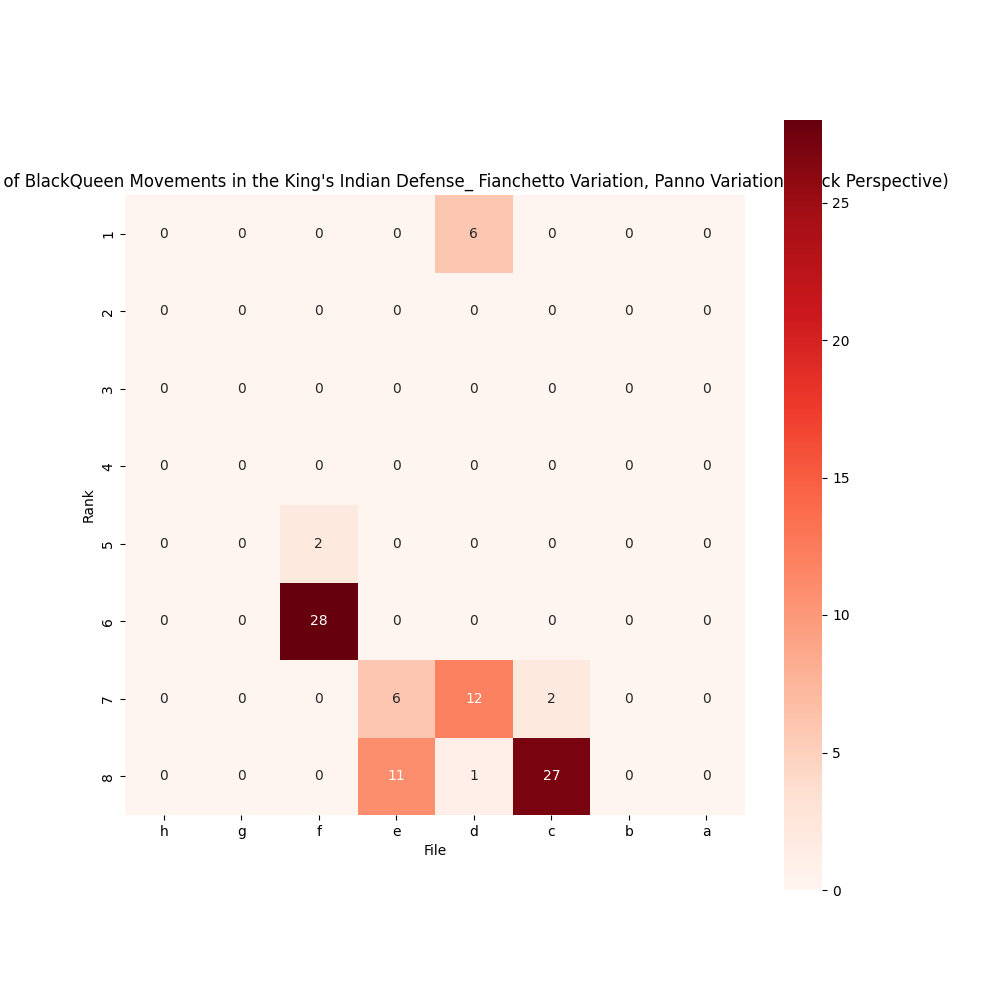 of BlackQueen Movements in the King's Indian Defense_ Fianchetto Variation, Panno Variation Perspective)
1 0 0 0 0 6 0 0 0
2 0 0 0 0 0 0 0 0
3 0 0 0 0 0 0 0 0
4 0 0 0 0 0 0 0 0
5 0 0 2 0 0 0 0 0
6 0 0 28 0 0 0 0 0
7 0 0 0 6 12 2 0 0
8 0 0 0 11 1 27 0 0
h g f e d c b a
Rank
File
25
20
15
10
5
0